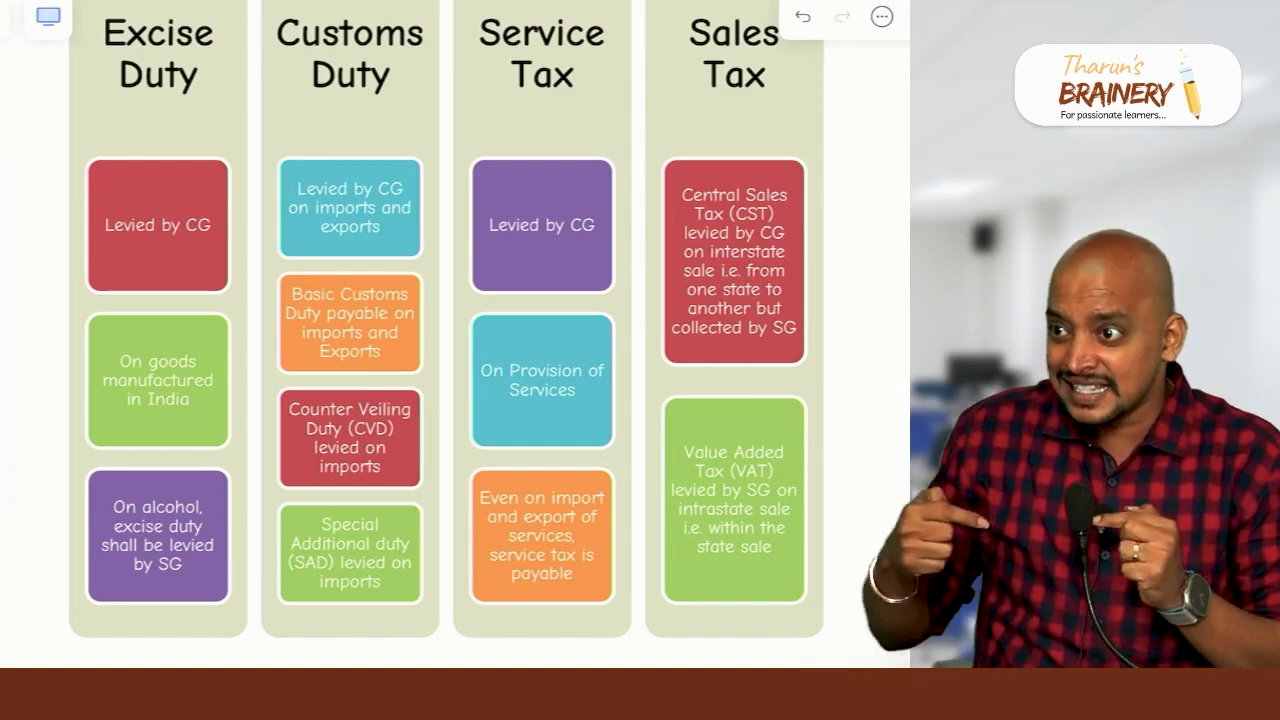 Excise
Duty
Levied by CG
On goods
manufactured
in India
On alcohol,
excise duty
shall be levied
by SG
Customs
Duty
Levied by CG
on imports and
exports
Basic Customs
Duty payable on
imports and
Exports
Counter Veiling
Duty (CVD)
levied on
imports
Special
Additional duty
(SAD) levied on
imports
Service
Tax
Levied by CG
On Provision of
Services
Even on import
and export of
services,
service tax is
payable
Sales
Tax
Central Sales
Tax (CST)
levied by CG
on interstate
sale i.e. from
one state to
another but
collected by SG
Value Added
Tax (VAT)
levied by SG on
intrastate sale
i.e. within the
state sale
Tharun's
BRAINERY
For passionate learners...